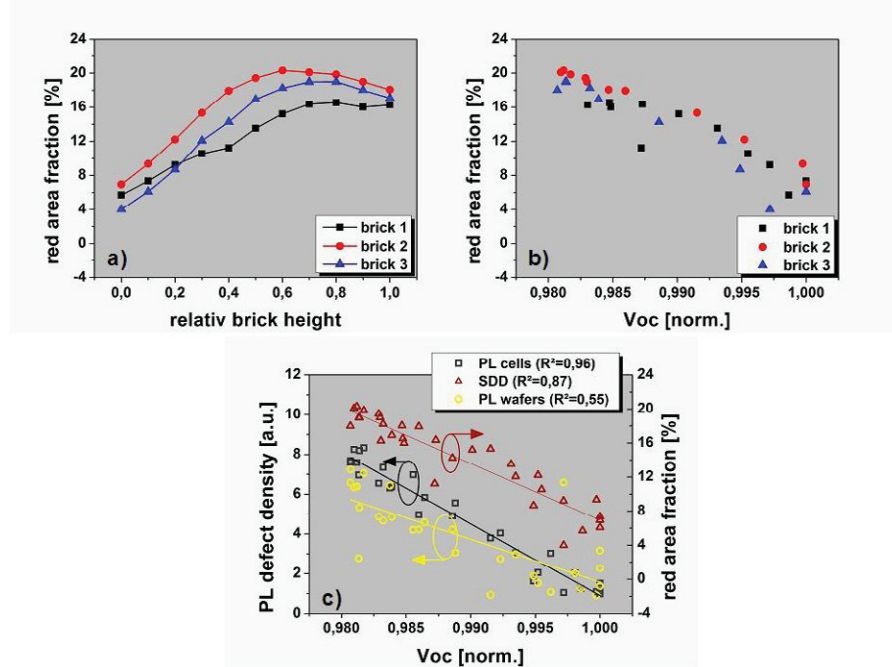 24
20
16
12
8
4
0
-4
red area fraction [%]
a)
brick 1
brick 2
brick 3
0,0 0,2 0,4 0,6 0,8 1,0
relativ brick height
24
20
16
12
8
4
0
-4
red area fraction [%]
b)
brick 1
brick 2
brick 3
0,980 0,985 0,990 0,995 1,000
Voc [norm.]
PL cells (R²=0,96)
SDD (R²=0,87)
PL wafers (R²=0,55)
12
10
8
6
4
2
0
PL defect density [a.u.]
24
20
16
12
8
4
0
-4
red area fraction [%]
c)
0,980 0,985 0,990 0,995 1,000
Voc [norm.]